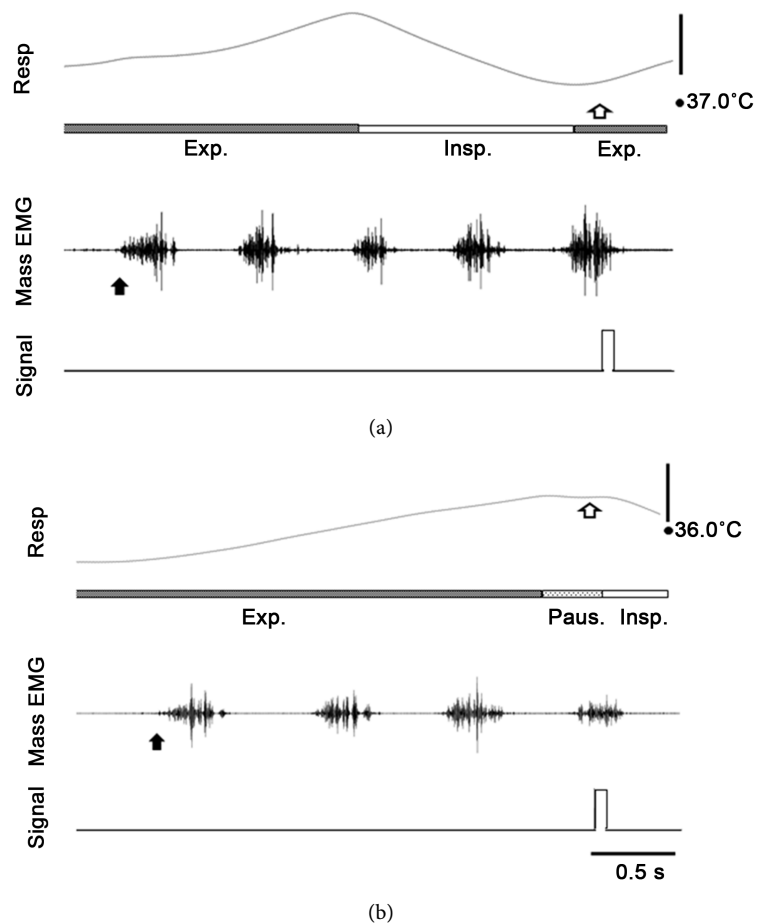 Resp
37.0°C
Exp.
Insp.
Exp.
Mass EMG
Signal
(a)
Resp
36.0°C
Exp.
Paus.
Insp.
Mass EMG
Signal
0.5 s
(b)